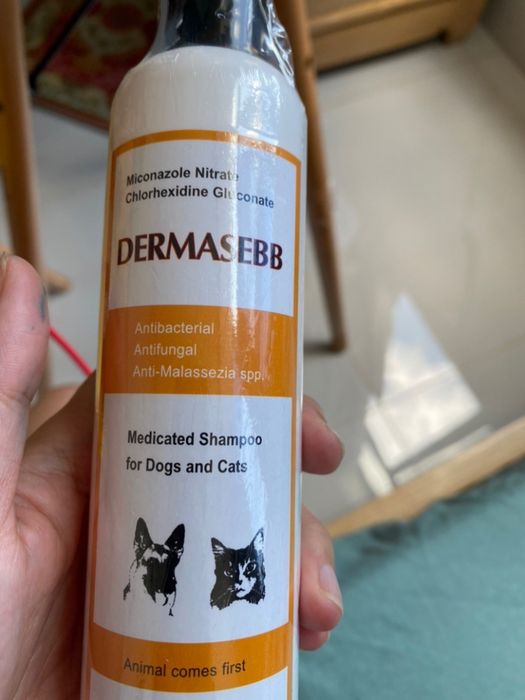 Miconazole Nitrate
Chlorhexidine Gluconate
DERMASEBB
Antibacterial
Antifungal
Anti-Malassezia spp.
Medicated Shampoo
for Dogs and Cats
Animal comes first